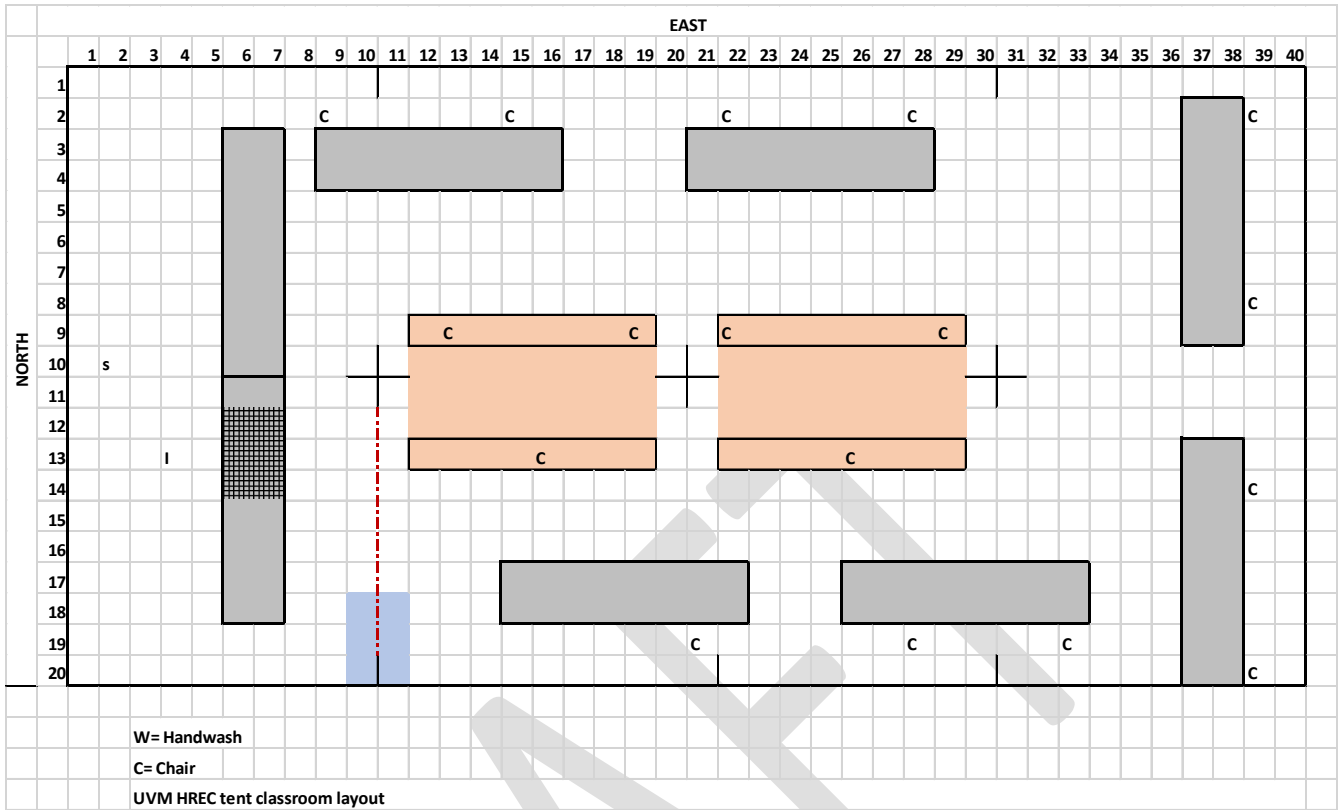 EAST
1 2 3 4 5 6 7 8 9 10 11 12 13 14 15 16 17 18 19 20 21 22 23 24 25 26 27 28 29 30 31 32 33 34 35 36 37 38 39 40
1
2 C C C C C
3
4
5
6
7
8 C
9 C C C C
NORTH
10 s
11
12
13 I C C
14 C
15
16
17
18
19 C C C
20 C
W= Handwash
C= Chair
UVM HREC tent classroom layout
AFT